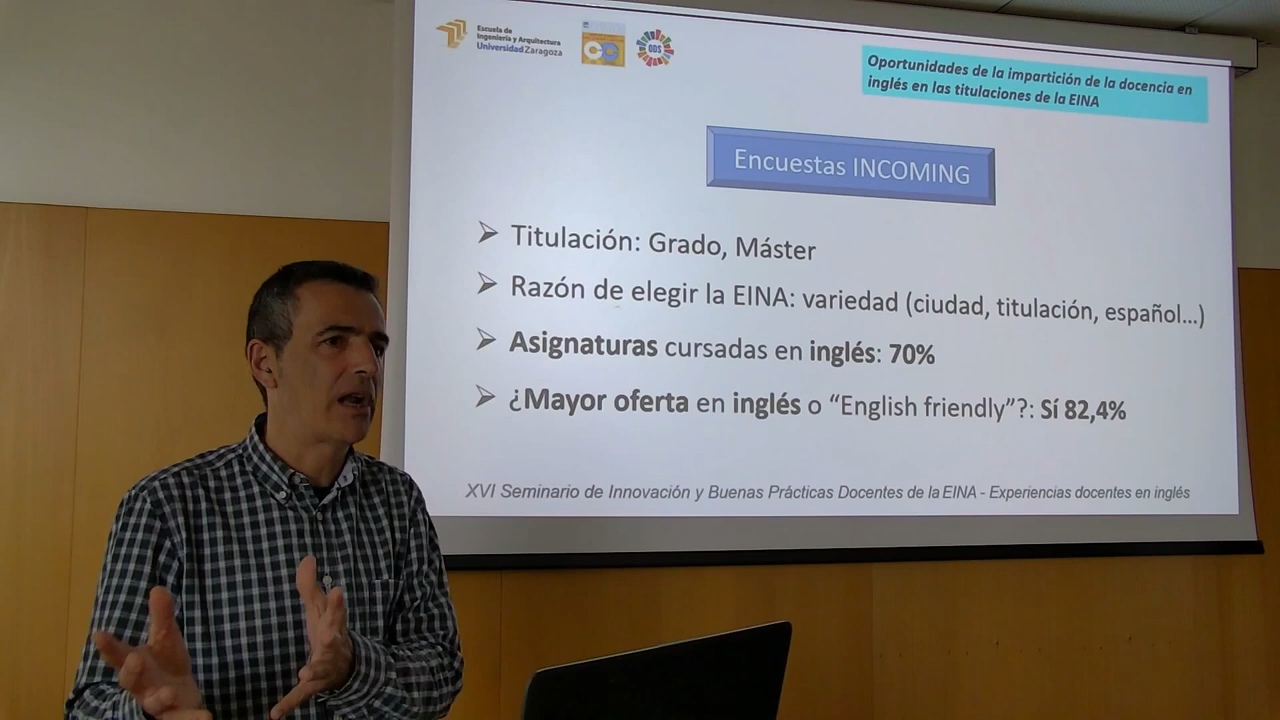 Escuela de
Ingeniería y Arquitectura
Universidad Zaragoza
ODS
Oportunidades de la impartición de la docencia en
inglés en las titulaciones de la EINA
Encuestas INCOMING
Titulación: Grado, Máster
Razón de elegir la EINA: variedad (ciudad, titulación, español...)
Asignaturas cursadas en inglés: 70%
¿Mayor oferta en inglés o “English friendly”?: Sí 82,4%
XVI Seminario de Innovación y Buenas Prácticas Docentes de la EINA - Experiencias docentes en inglés